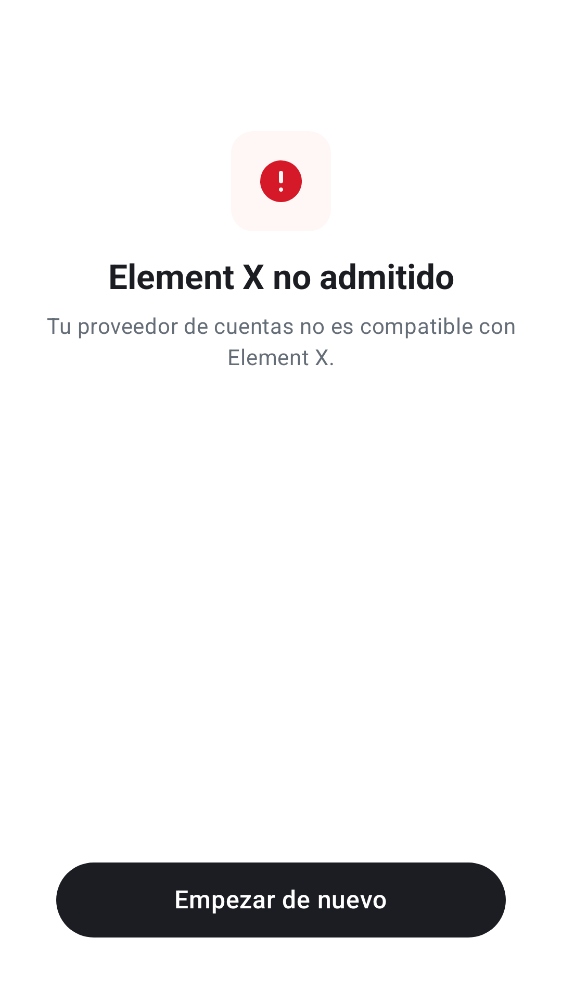 Element X no admitido
Tu proveedor de cuentas no es compatible con
Element X.
Empezar de nuevo